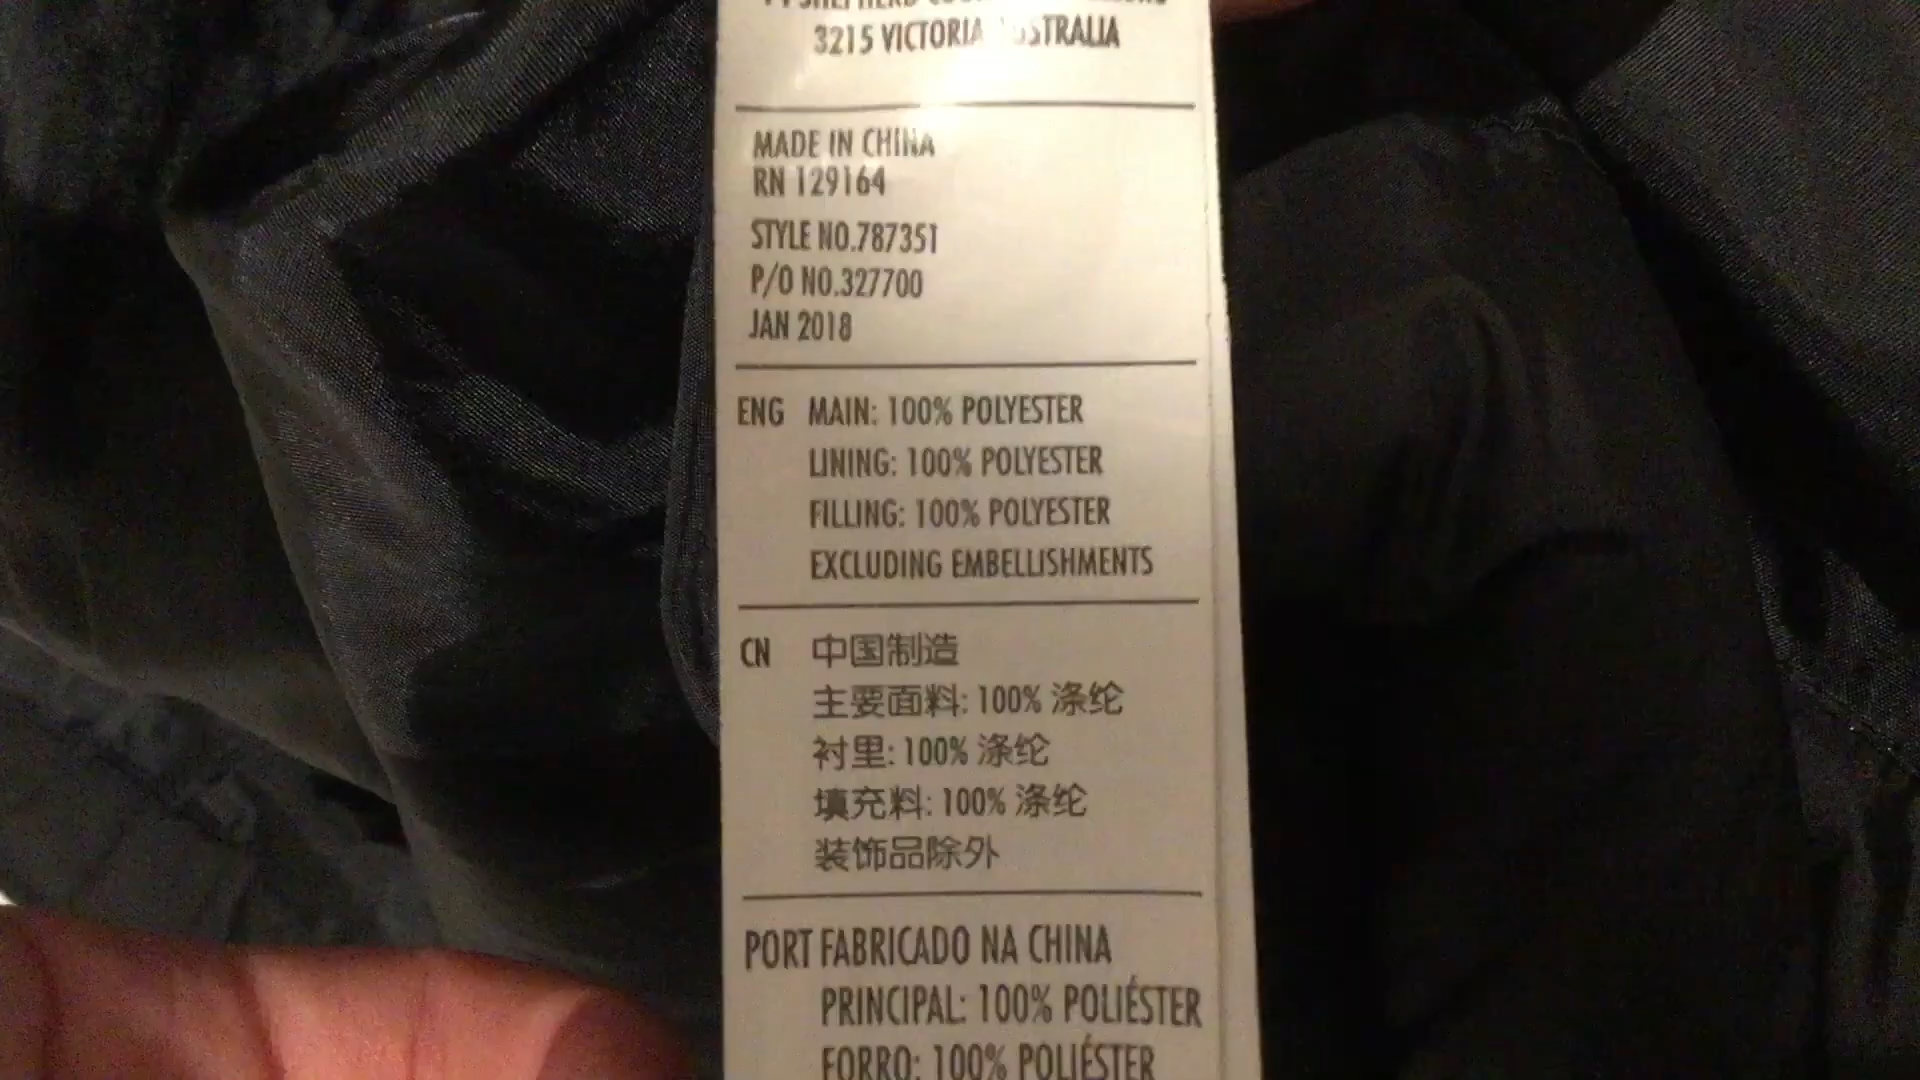 SHEPHERD
3215 VICTORIA AUSTRALIA
MADE IN CHINA
RN 129164
STYLE NO.787351
P/O NO.327700
JAN 2018
ENG MAIN: 100% POLYESTER
LINING: 100% POLYESTER
FILLING: 100% POLYESTER
EXCLUDING EMBELLISHMENTS
CN 中国制造
主要面料: 100% 涤纶
衬里: 100% 涤纶
填充料: 100% 涤纶
装饰品除外
PORT FABRICADO NA CHINA
PRINCIPAL: 100% POLIÉSTER
FORRO: 100% POLIÉSTER